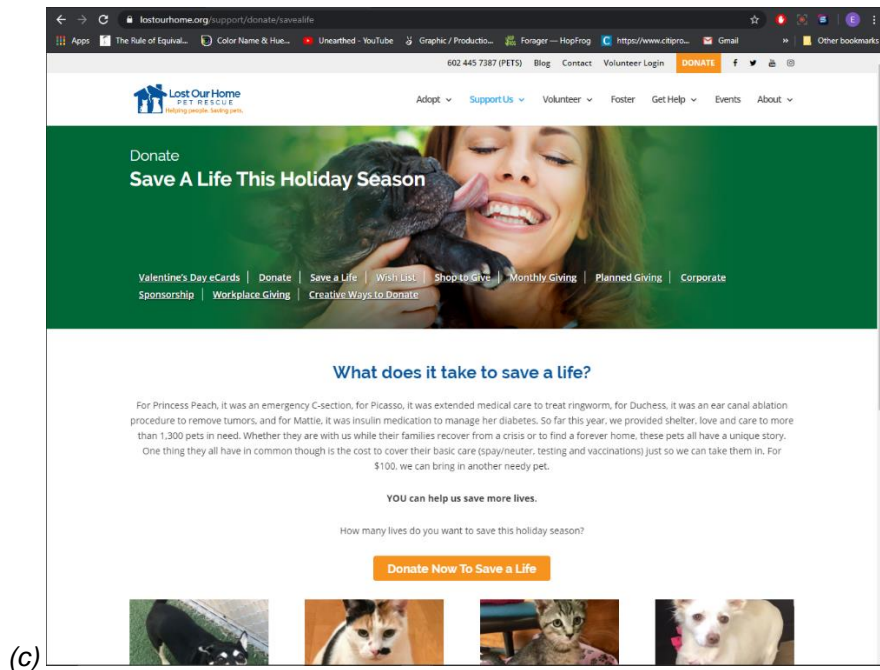 lostourhome.org/support/donate/savealife
E
Apps The Rule of Equival... Color Name & Hue... Unearthed - YouTube Graphic / Productio... Forager — HopFrog https://www.citipro... Gmail » Other bookmarks
602 445 7387 (PETS) Blog Contact Volunteer Login DONATE
Lost Our Home
PET RESCUE
Helping people. Saving pets.
Adopt Support Us Volunteer Foster Get Help Events About
Donate
Save A Life This Holiday Season
Valentine's Day eCards | Donate | Save a Life | Wish List | Shop to Give | Monthly Giving | Planned Giving | Corporate
Sponsorship | Workplace Giving | Creative Ways to Donate
What does it take to save a life?
For Princess Peach, it was an emergency C-section, for Picasso, it was extended medical care to treat ringworm, for Duchess, it was an ear canal ablation
procedure to remove tumors, and for Mattie, it was insulin medication to manage her diabetes. So far this year, we provided shelter, love and care to more
than 1,300 pets in need. Whether they are with us while their families recover from a crisis or to find a forever home, these pets all have a unique story.
One thing they all have in common though is the cost to cover their basic care (spay/neuter, testing and vaccinations) just so we can take them in. For
$100, we can bring in another needy pet.
YOU can help us save more lives.
How many lives do you want to save this holiday season?
Donate Now To Save a Life
(c)